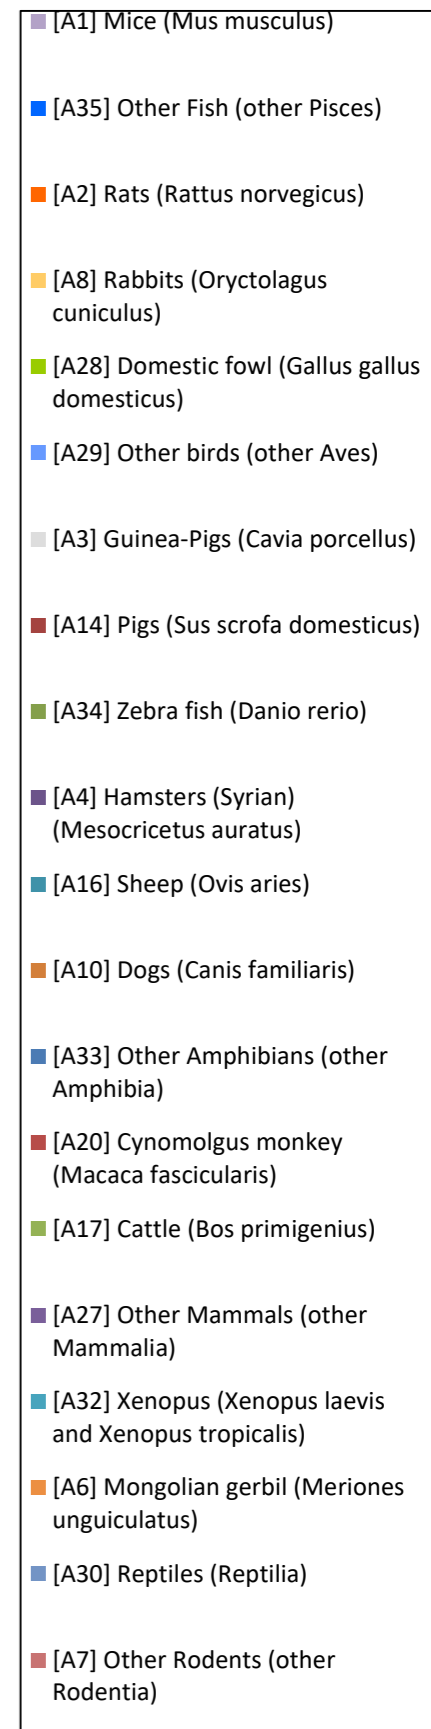 [A1] Mice (Mus musculus)
[A35] Other Fish (other Pisces)
[A2] Rats (Rattus norvegicus)
[A8] Rabbits (Oryctolagus
cuniculus)
[A28] Domestic fowl (Gallus gallus
domesticus)
[A29] Other birds (other Aves)
[A3] Guinea-Pigs (Cavia porcellus)
[A14] Pigs (Sus scrofa domesticus)
[A34] Zebra fish (Danio rerio)
[A4] Hamsters (Syrian)
(Mesocricetus auratus)
[A16] Sheep (Ovis aries)
[A10] Dogs (Canis familiaris)
[A33] Other Amphibians (other
Amphibia)
[A20] Cynomolgus monkey
(Macaca fascicularis)
[A17] Cattle (Bos primigenius)
[A27] Other Mammals (other
Mammalia)
[A32] Xenopus (Xenopus laevis
and Xenopus tropicalis)
[A6] Mongolian gerbil (Meriones
unguiculatus)
[A30] Reptiles (Reptilia)
[A7] Other Rodents (other
Rodentia)